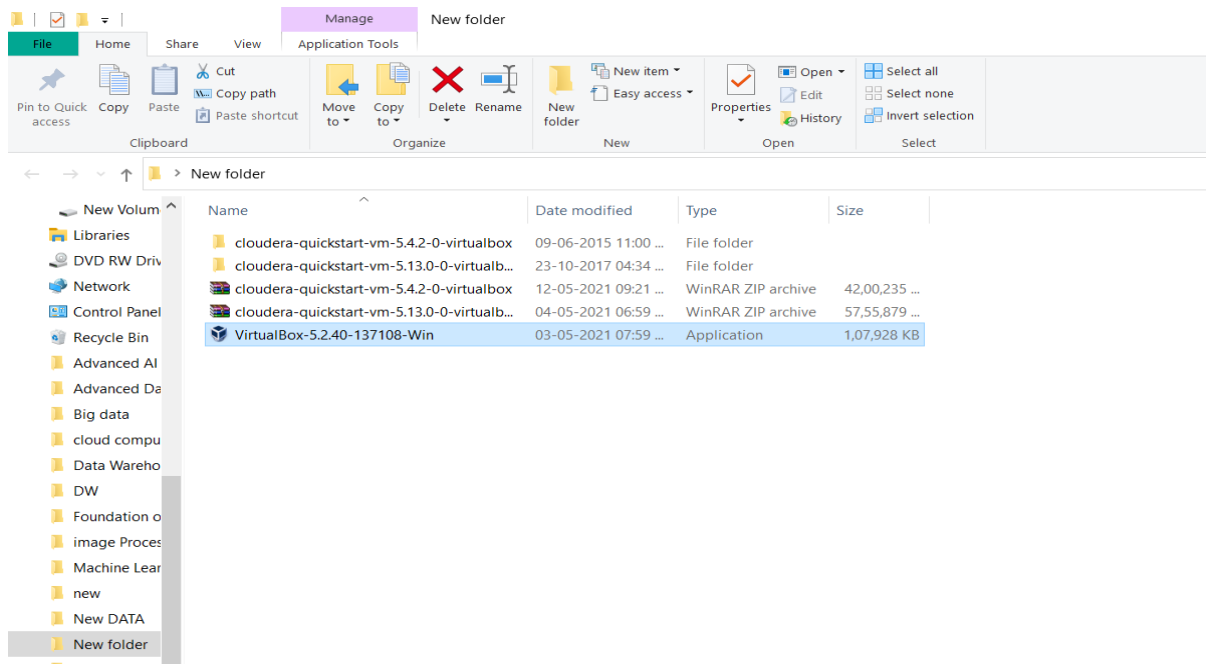 Manage New folder
File Home Share View Application Tools
Pin to Quick access Copy Paste Cut Copy path Paste shortcut
Clipboard
Move to Copy to Delete Rename
Organize
New folder New item Easy access
New
Properties Open Edit History
Open
Select all Select none Invert selection
Select
New folder
New Volum
Libraries
DVD RW Driv
Network
Control Panel
Recycle Bin
Advanced AI
Advanced Da
Big data
cloud compu
Data Wareho
DW
Foundation o
image Proces
Machine Lear
new
New DATA
New folder
Name Date modified Type Size
cloudera-quickstart-vm-5.4.2-0-virtualbox 09-06-2015 11:00 ... File folder
cloudera-quickstart-vm-5.13.0-0-virtualb... 23-10-2017 04:34 ... File folder
cloudera-quickstart-vm-5.4.2-0-virtualbox 12-05-2021 09:21 ... WinRAR ZIP archive 42,00,235 ...
cloudera-quickstart-vm-5.13.0-0-virtualb... 04-05-2021 06:59 ... WinRAR ZIP archive 57,55,879 ...
VirtualBox-5.2.40-137108-Win 03-05-2021 07:59 ... Application 1,07,928 KB